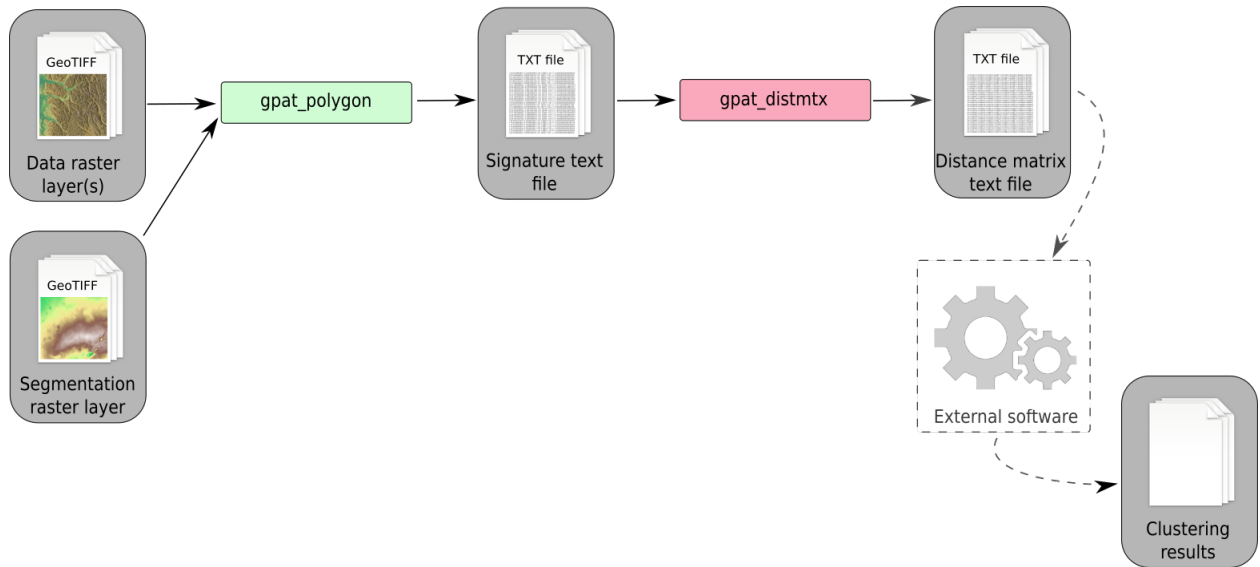 GeoTIFF
Data raster
layer(s)
gpat_polygon
TXT file
Signature text
file
gpat_distmtx
TXT file
Distance matrix
text file
GeoTIFF
Segmentation
raster layer
External software
Clustering
results